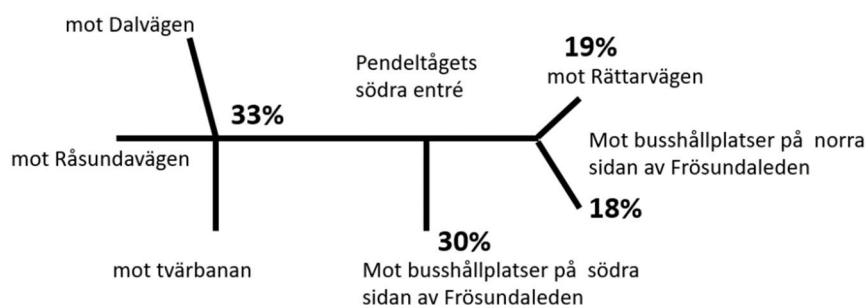 mot Dalvägen
33%
mot Råsundavägen
mot tvärbanan
Pendeltågets
södra entré
30%
Mot busshållplatser på södra
sidan av Frösundaleden
19%
mot Rättarvägen
Mot busshållplatser på norra
sidan av Frösundaleden
18%